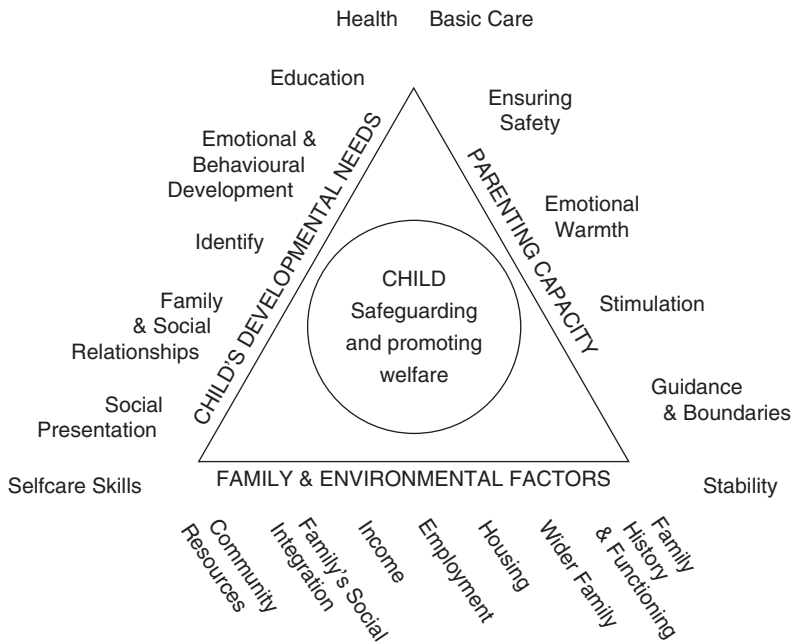 Health
Basic Care
Education
Emotional &
Behavioural
Development
Identify
Family
& Social
Relationships
Social
Presentation
Selfcare Skills
CHILD'S DEVELOPMENTAL NEEDS
CHILD
Safeguarding
and promoting
welfare
PARENTING CAPACITY
Ensuring
Safety
Emotional
Warmth
Stimulation
Guidance
& Boundaries
Stability
FAMILY & ENVIRONMENTAL FACTORS
Community
Resources
Family's Social
Integration
Income
Employment
Housing
Wider Family
Family
History
& Functioning